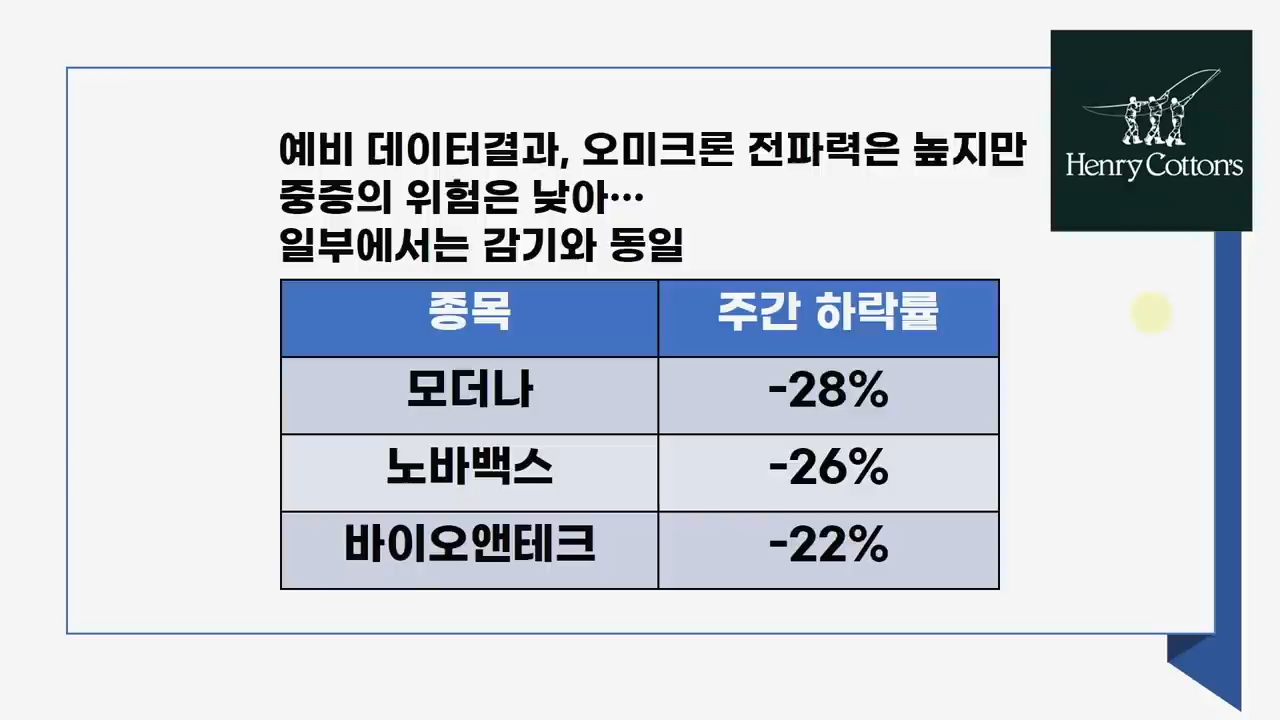 예비 데이터결과, 오미크론 전파력은 높지만
중증의 위험은 낮아…
일부에서는 감기와 동일
Henry Cotton's
종목 주간 하락률
모더나 -28%
노바백스 -26%
바이오앤테크 -22%